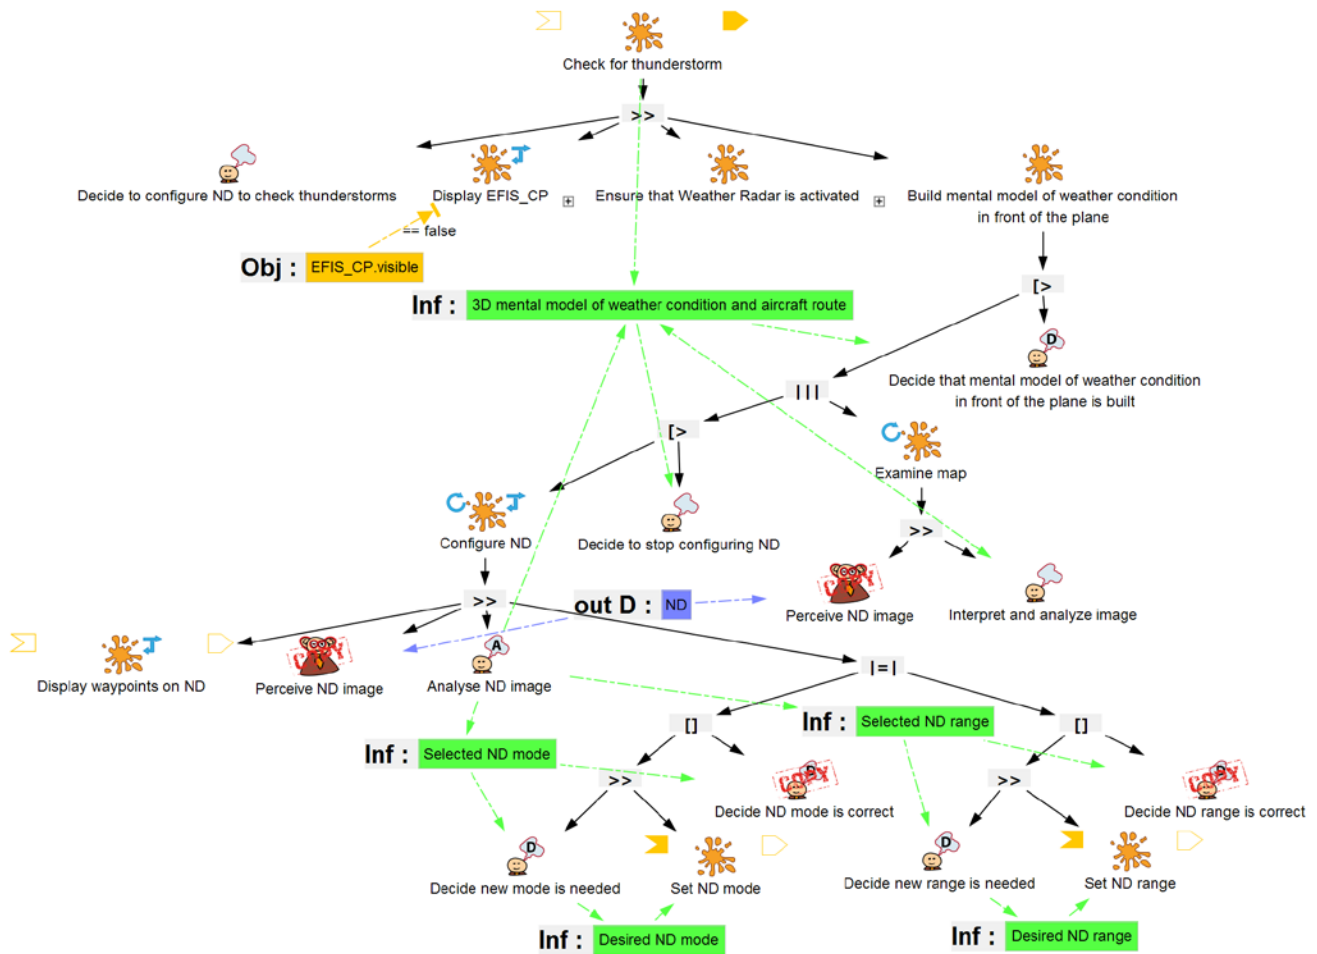 Check for thunderstorm
>>
Decide to configure ND to check thunderstorms
Display EFIS_CP
Ensure that Weather Radar is activated
Build mental model of weather condition
in front of the plane
== false
Obj : EFIS_CP.visible
[>
Inf : 3D mental model of weather condition and aircraft route
D
Decide that mental model of weather condition
in front of the plane is built
|||
[>
Examine map
Configure ND
Decide to stop configuring ND
>>
>>
out D : ND
COPY
Perceive ND image
Interpret and analyze image
Display waypoints on ND
COPY
Perceive ND image
A
Analyse ND image
|=|
[]
Inf : Selected ND range
[]
Inf : Selected ND mode
>>
COPY
Decide ND mode is correct
>>
COPY
Decide ND range is correct
D
Decide new mode is needed
Set ND mode
D
Decide new range is needed
Set ND range
Inf : Desired ND mode
Inf : Desired ND range